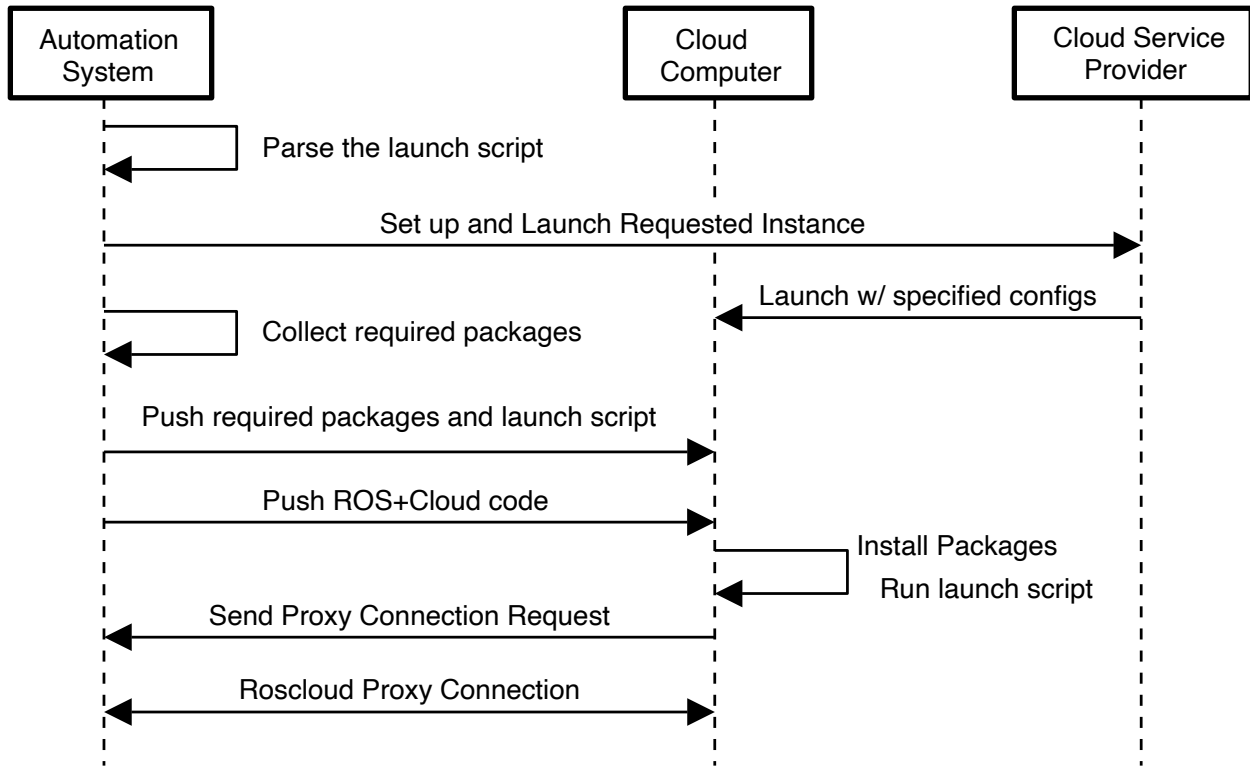 Automation
System
Cloud
Computer
Cloud Service
Provider
Parse the launch script
Set up and Launch Requested Instance
Launch w/ specified configs
Collect required packages
Push required packages and launch script
Push ROS+Cloud code
Install Packages
Run launch script
Send Proxy Connection Request
Roscloud Proxy Connection